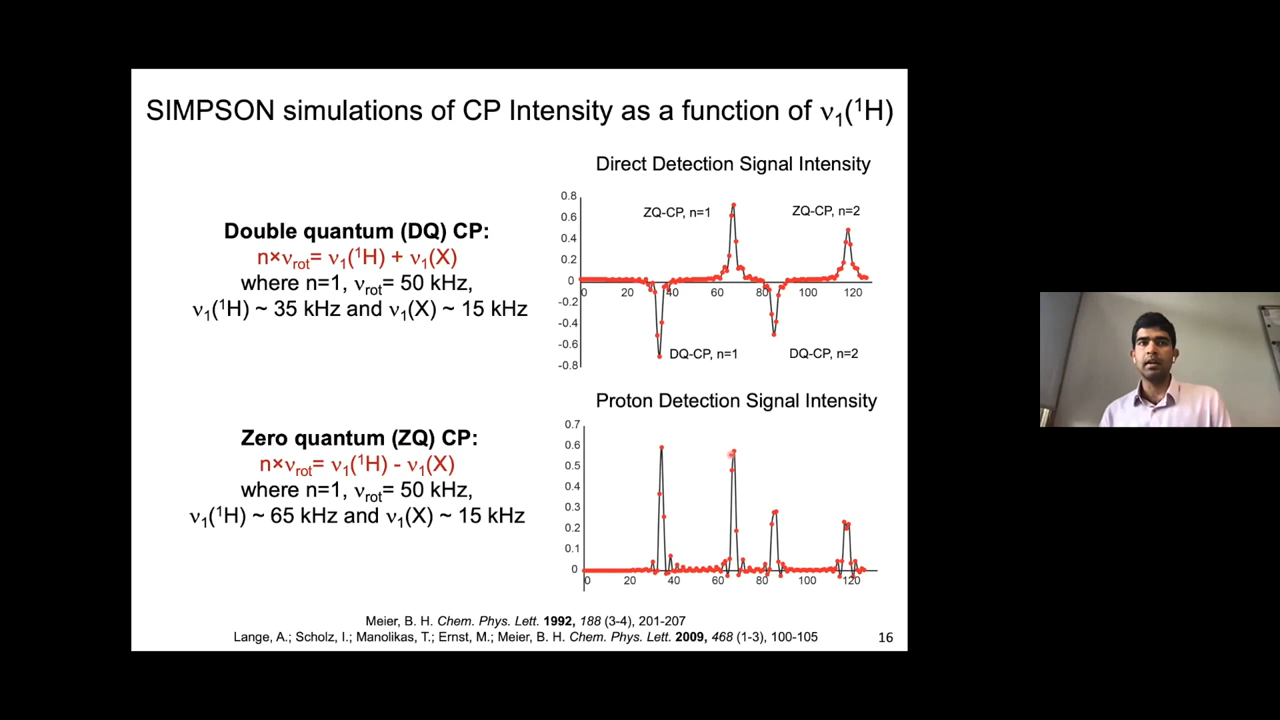 SIMPSON simulations of CP Intensity as a function of ν₁(¹H)
Double quantum (DQ) CP:
n×νrot= ν₁(¹H) + ν₁(X)
where n=1, νrot= 50 kHz,
ν₁(¹H) ~ 35 kHz and ν₁(X) ~ 15 kHz
Zero quantum (ZQ) CP:
n×νrot= ν₁(¹H) - ν₁(X)
where n=1, νrot= 50 kHz,
ν₁(¹H) ~ 65 kHz and ν₁(X) ~ 15 kHz
Direct Detection Signal Intensity
0.8
0.6
0.4
0.2
0
-0.2
-0.4
-0.6
-0.8
ZQ-CP, n=1
ZQ-CP, n=2
0 20 40 60 80 100 120
DQ-CP, n=1
DQ-CP, n=2
Proton Detection Signal Intensity
0.7
0.6
0.5
0.4
0.3
0.2
0.1
0
0 20 40 60 80 100 120
Meier, B. H. Chem. Phys. Lett. 1992, 188 (3-4), 201-207
Lange, A.; Scholz, I.; Manolikas, T.; Ernst, M.; Meier, B. H. Chem. Phys. Lett. 2009, 468 (1-3), 100-105
16